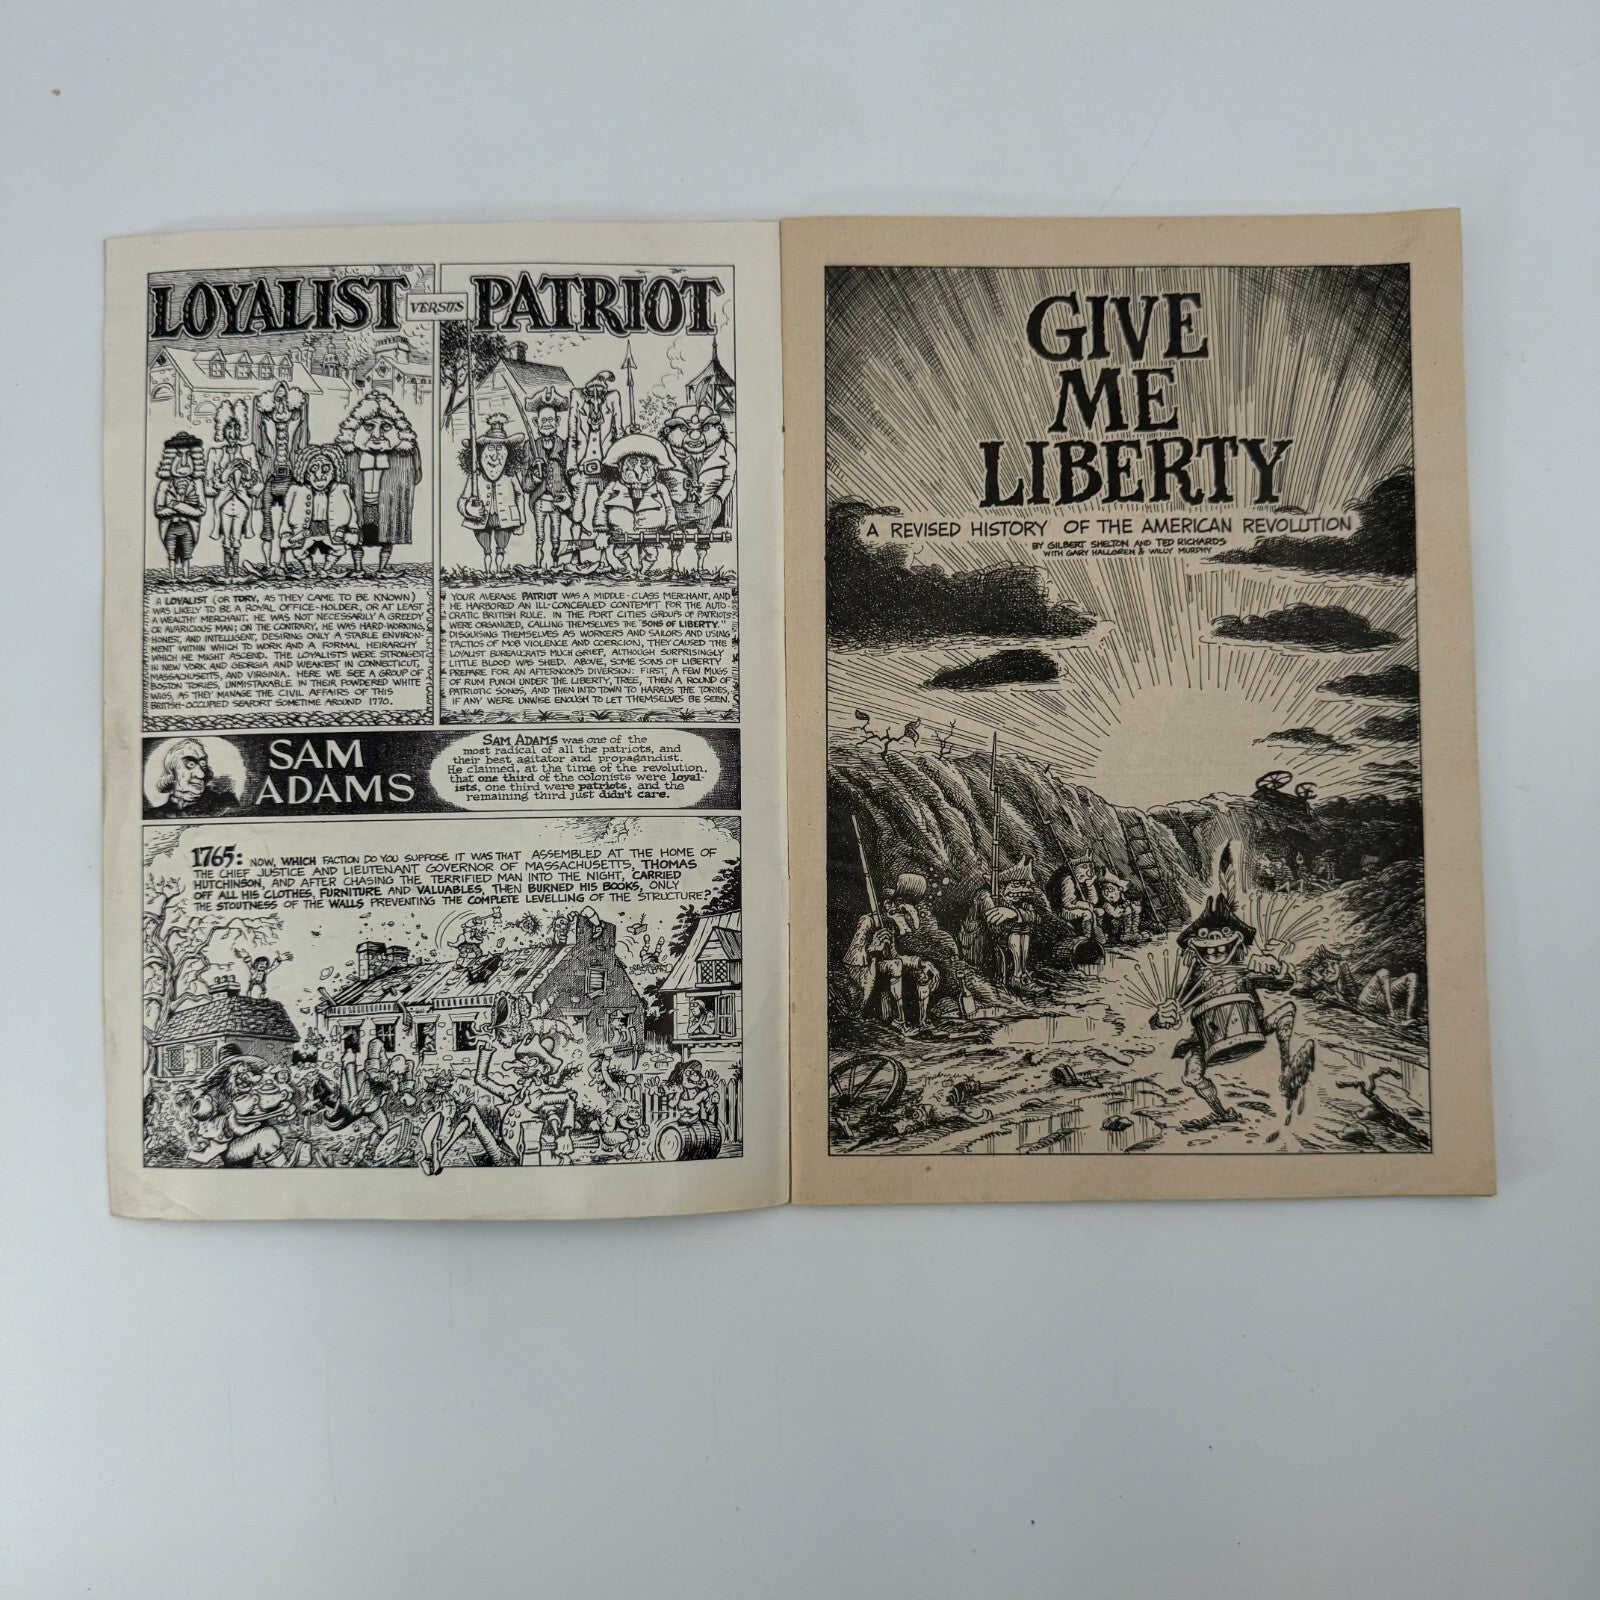 LOYALIST
VERSUS
PATRIOT
A LOYALIST (OR TORY, AS THEY CAME TO BE KNOWN)
WAS LIKELY TO BE A ROYAL OFFICE-HOLDER, OR AT LEAST
A WEALTHY MERCHANT. HE WAS NOT NECESSARILY A GREEDY
OR AVARICIOUS MAN; ON THE CONTRARY, HE WAS HARD-WORKING,
HONEST, AND INTELLIGENT, DESIRING ONLY A STABLE ENVIRON-
MENT WITHIN WHICH TO WORK AND A FORMAL HEIRARCHY
WHICH HE MIGHT ASCEND. THE LOYALISTS WERE STRONGEST
IN NEW YORK AND GEORGIA AND WEAKEST IN CONNECTICUT,
MASSACHUSETTS, AND VIRGINIA. HERE WE SEE A GROUP OF
BOSTON TORIES, UNMISTAKABLE IN THEIR POWDERED WHITE
WIGS, AS THEY MANAGE THE CIVIL AFFAIRS OF THIS
BRITISH-OCCUPIED SEAPORT SOMETIME AROUND 1770.
YOUR AVERAGE PATRIOT WAS A MIDDLE-CLASS MERCHANT, AND
HE HARBORED AN ILL-CONCEALED CONTEMPT FOR THE AUTO-
CRATIC BRITISH RULE. IN THE PORT CITIES GROUPS OF PATRIOTS
WERE ORGANIZED, CALLING THEMSELVES THE "SONS OF LIBERTY."
DISGUISING THEMSELVES AS WORKERS AND SAILORS AND USING
TACTICS OF MOB VIOLENCE AND COERCION, THEY CAUSED THE
LOYALIST BUREAUCRATS MUCH GRIEF, ALTHOUGH SURPRISINGLY
LITTLE BLOOD WAS SHED. ABOVE, SOME SONS OF LIBERTY
PREPARE FOR AN AFTERNOON'S DIVERSION: FIRST, A FEW MUGS
OF RUM PUNCH UNDER THE LIBERTY TREE, THEN A ROUND OF
PATRIOTIC SONGS, AND THEN INTO TOWN TO HARASS THE TORIES,
IF ANY WERE UNWISE ENOUGH TO LET THEMSELVES BE SEEN.
SAM
ADAMS
SAM ADAMS was one of the
most radical of all the patriots, and
their best agitator and propagandist.
He claimed, at the time of the revolution,
that one third of the colonists were loyal-
ists, one third were patriots, and the
remaining third just didn't care.
1765: NOW, WHICH FACTION DO YOU SUPPOSE IT WAS THAT ASSEMBLED AT THE HOME OF
THE CHIEF JUSTICE AND LIEUTENANT GOVERNOR OF MASSACHUSETTS, THOMAS
HUTCHINSON, AND AFTER CHASING THE TERRIFIED MAN INTO THE NIGHT, CARRIED
OFF ALL HIS CLOTHES, FURNITURE AND VALUABLES, THEN BURNED HIS BOOKS, ONLY
THE STOUTNESS OF THE WALLS PREVENTING THE COMPLETE LEVELLING OF THE STRUCTURE?
GIVE
ME
LIBERTY
A REVISED HISTORY OF THE AMERICAN REVOLUTION
BY GILBERT SHELTON AND TED RICHARDS
WITH GARY HALLGREN & WILLY MURPHY